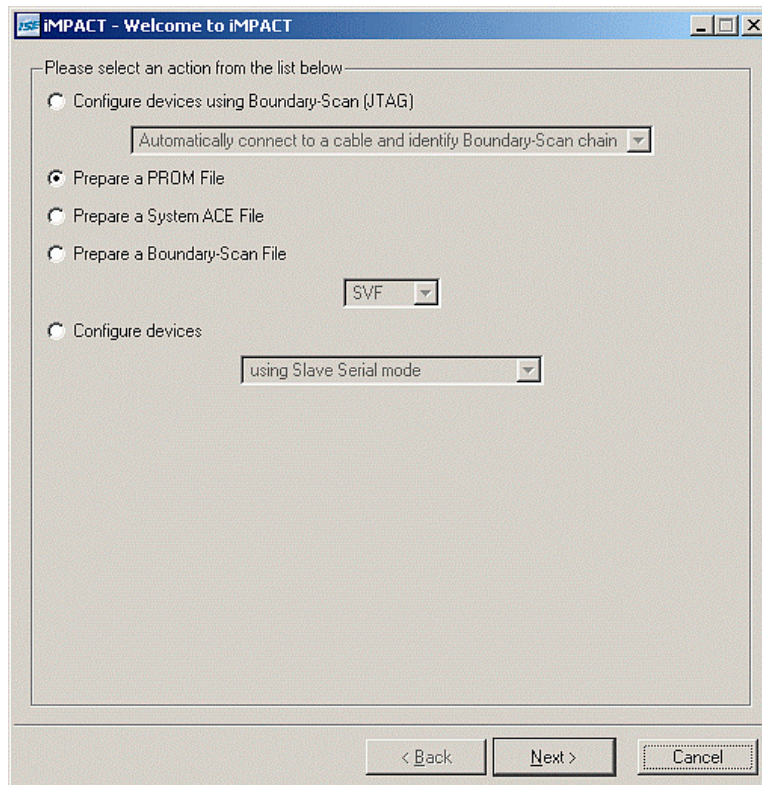 ISE iMPACT - Welcome to iMPACT
Please select an action from the list below
Configure devices using Boundary-Scan (JTAG)
Automatically connect to a cable and identify Boundary-Scan chain
Prepare a PROM File
Prepare a System ACE File
Prepare a Boundary-Scan File
SVF
Configure devices
using Slave Serial mode
< Back Next > Cancel